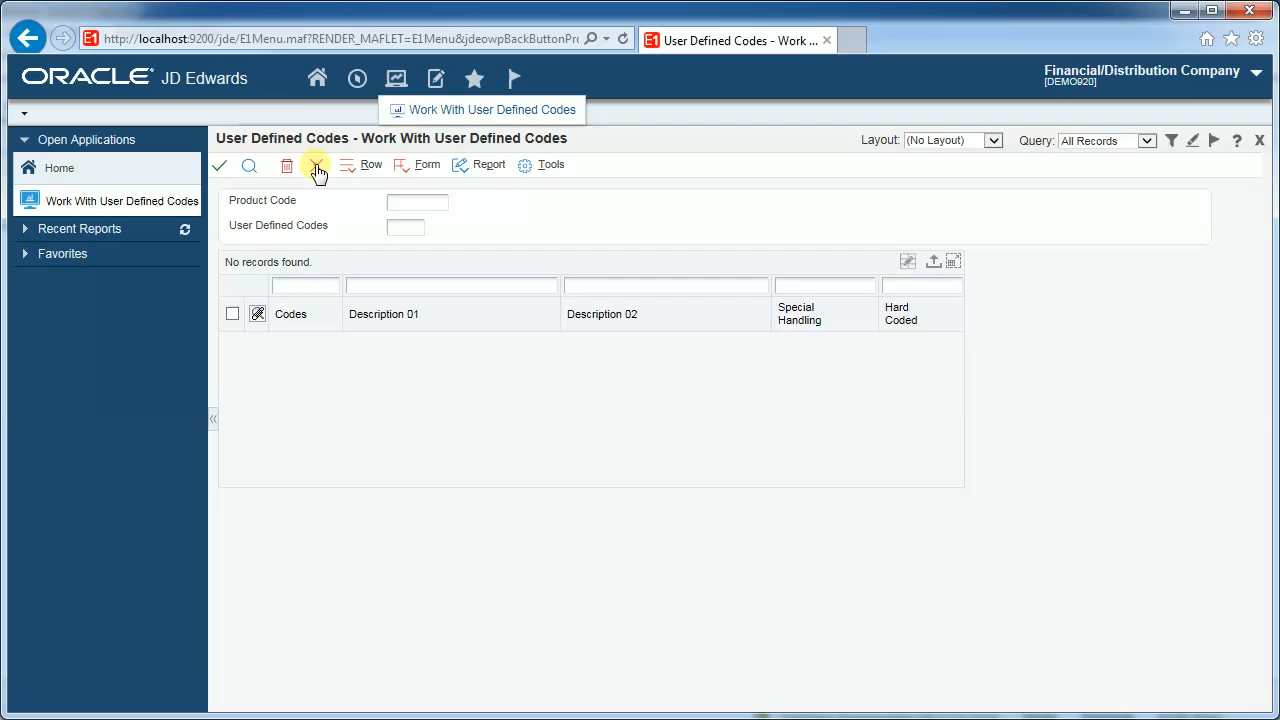 User Defined Codes - Work ... ×
http://localhost:9200/jde/E1Menu.maf?RENDER_MAFLET=E1Menu&jdeowpBackButtonPro
ORACLE JD Edwards
Financial/Distribution Company
[DEMO920]
Work With User Defined Codes
Open Applications
Home
Work With User Defined Codes
Recent Reports
Favorites
User Defined Codes - Work With User Defined Codes
Layout: (No Layout) Query: All Records
Row Form Report Tools
Product Code
User Defined Codes
No records found.
Codes Description 01 Description 02 Special Handling Hard Coded